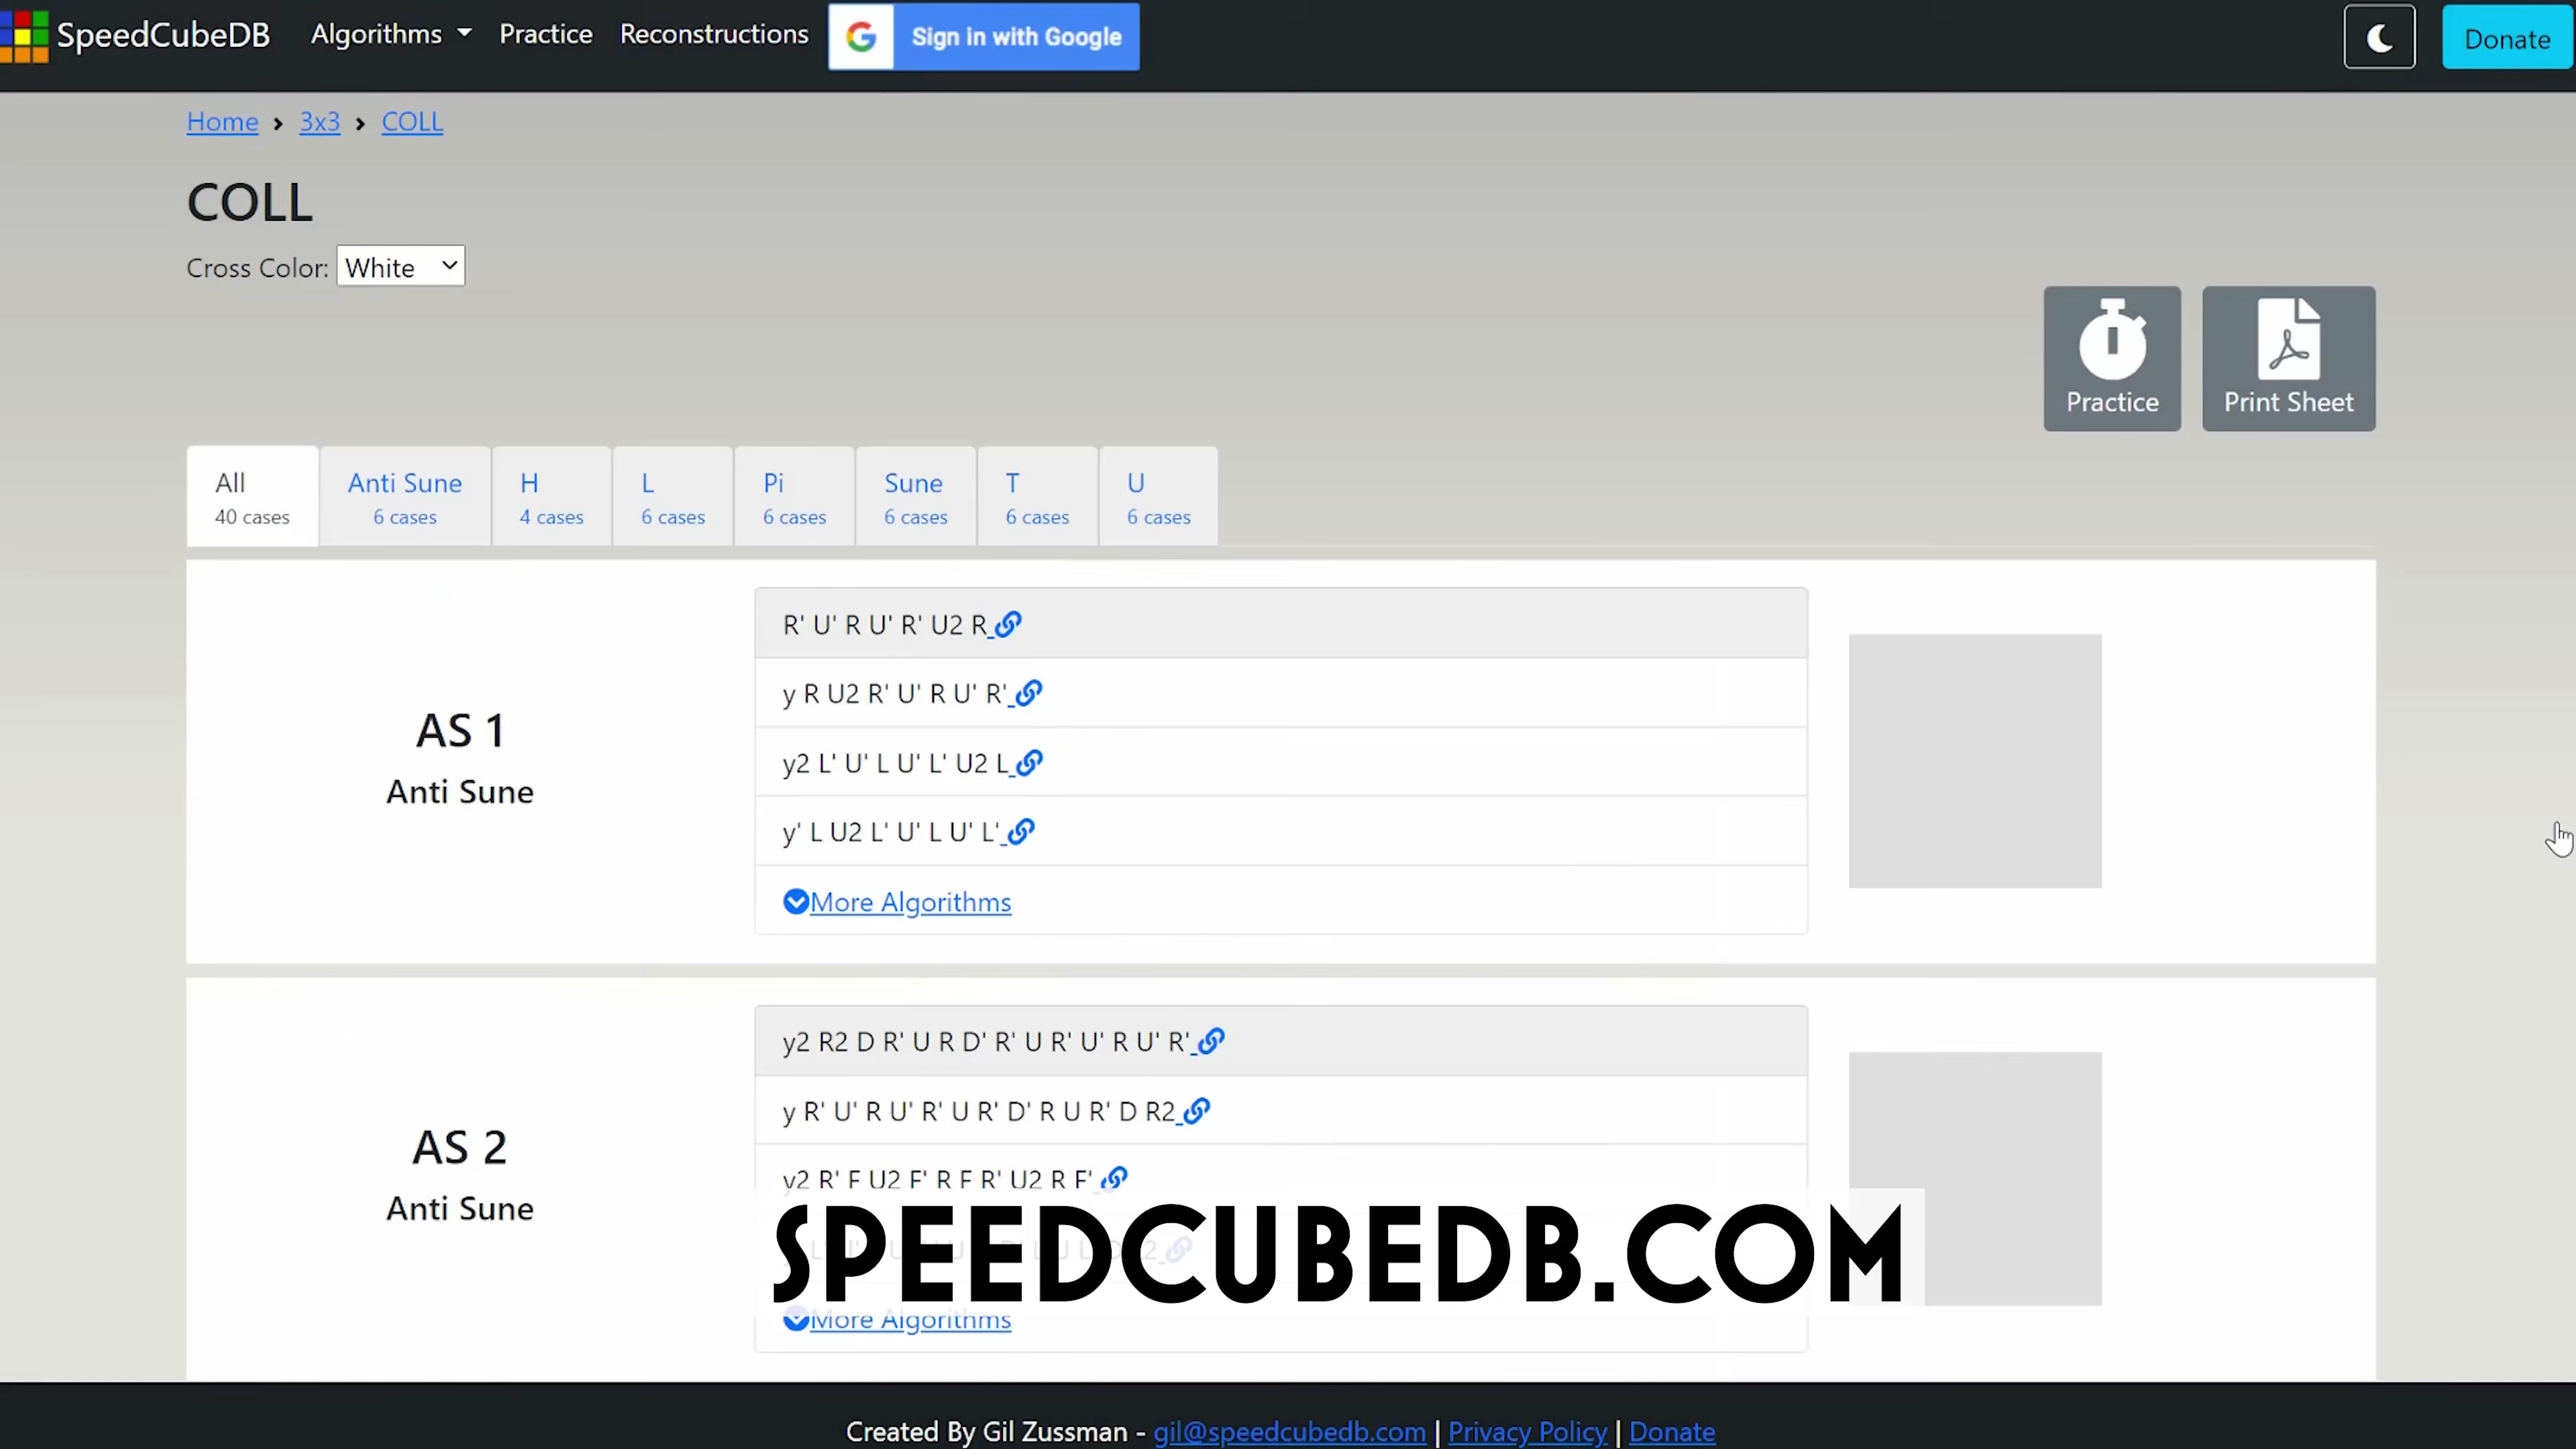 SpeedCubeDB Algorithms Practice Reconstructions Sign in with Google Donate
Home > 3x3 > COLL
COLL
Cross Color: White
Practice Print Sheet
All Anti Sune H L Pi Sune T U
40 cases 6 cases 4 cases 6 cases 6 cases 6 cases 6 cases 6 cases
AS 1
Anti Sune
R' U' R U' R' U2 R
y R U2 R' U' R U' R'
y2 L' U' L U' L' U2 L
y' L U2 L' U' L U' L'
More Algorithms
AS 2
Anti Sune
y2 R2 D R' U R D' R' U R' U' R U' R'
y R' U' R U' R' U R' D' R U R' D R2
y2 R' F U2 F' R F R' U2 R F'
SPEEDCUBEDB.COM
More Algorithms
Created By Gil Zussman - gil@speedcubedb.com | Privacy Policy | Donate